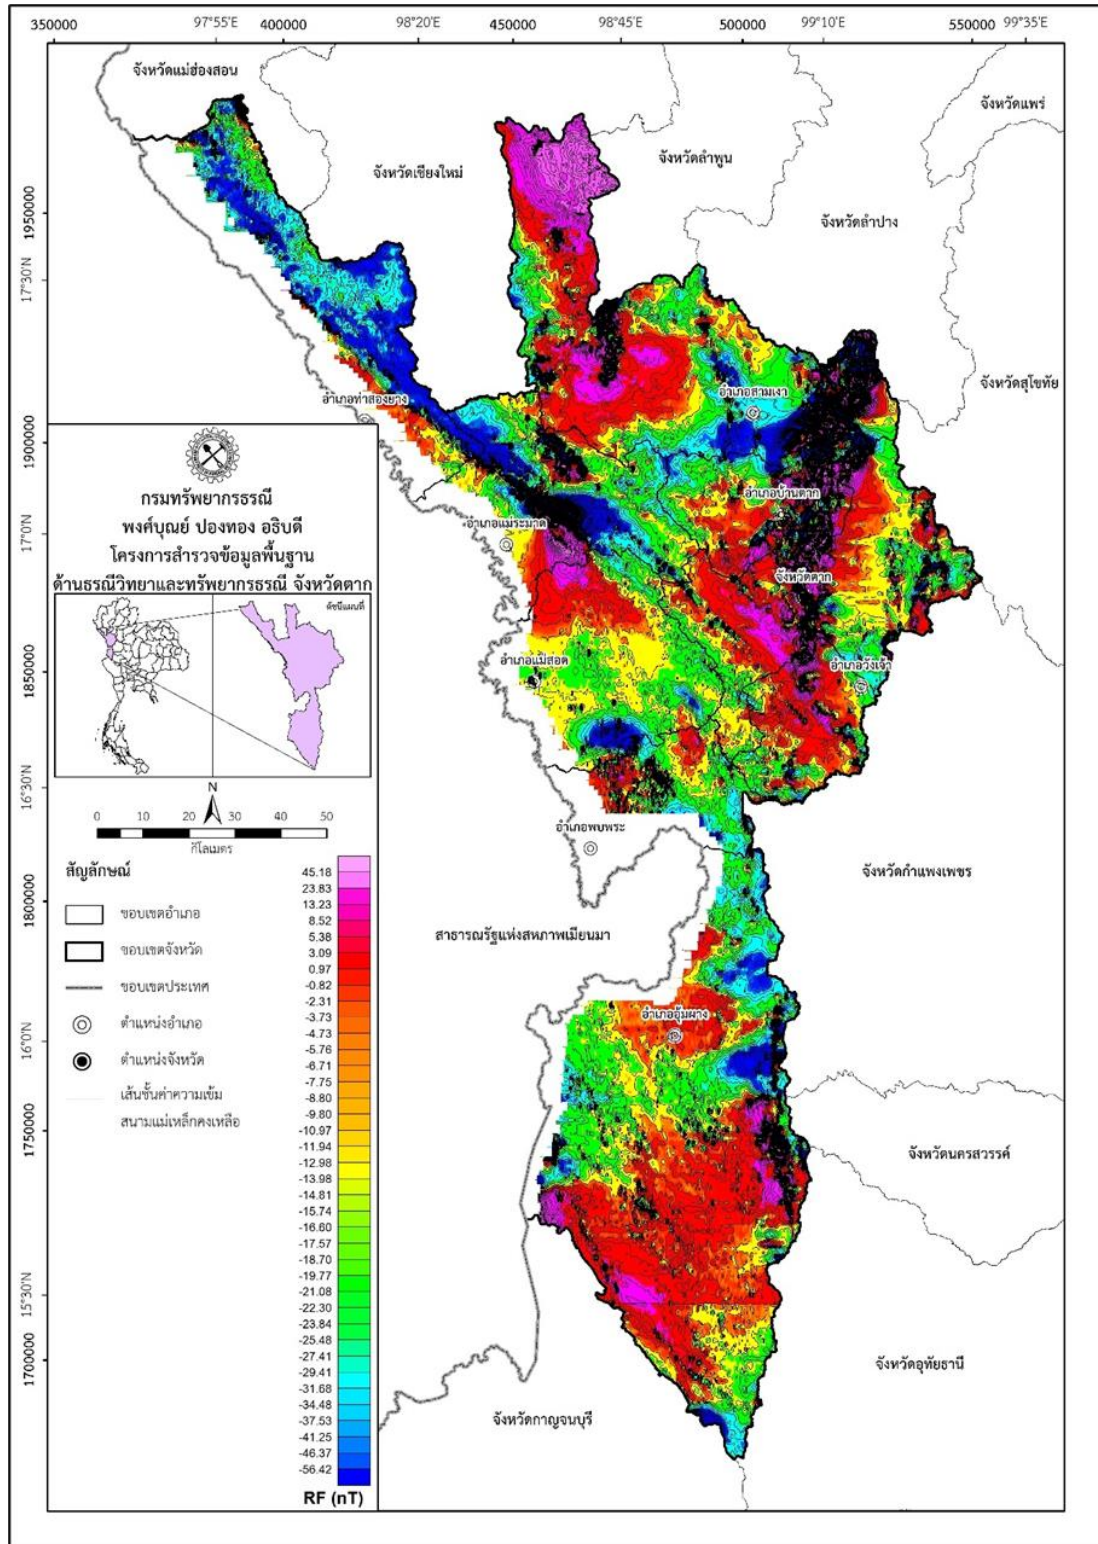 350000 97°55'E 400000 98°20'E 450000 98°45'E 500000 99°10'E 550000 99°35'E
จังหวัดแม่ฮ่องสอน
จังหวัดแพร่
จังหวัดลำพูน
จังหวัดเชียงใหม่
จังหวัดลำปาง
1950000
17°30'N
จังหวัดสุโขทัย
อำเภอสามเงา
อำเภอท่าสองยาง
1900000
กรมทรัพยากรธรณี
พงศ์บุณย์ ปองทอง อธิบดี
โครงการสำรวจข้อมูลพื้นฐาน
ด้านธรณีวิทยาและทรัพยากรธรณี จังหวัดตาก
ดัชนีแผนที่
อำเภอบ้านตาก
อำเภอแม่ระมาด
17°0'N
จังหวัดตาก
อำเภอแม่สอด
อำเภอวังเจ้า
1850000
16°30'N
N
0 10 20 30 40 50
กิโลเมตร
อำเภอพบพระ
จังหวัดกำแพงเพชร
สาธารณรัฐแห่งสหภาพเมียนมา
1800000
สัญลักษณ์
ขอบเขตอำเภอ
ขอบเขตจังหวัด
ขอบเขตประเทศ
ตำแหน่งอำเภอ
ตำแหน่งจังหวัด
เส้นชั้นค่าความเข้ม
สนามแม่เหล็กคงเหลือ
45.18
23.83
13.23
8.52
5.38
3.09
0.97
-0.82
-2.31
-3.73
-4.73
-5.76
-6.71
-7.75
-8.80
-9.80
-10.97
-11.94
-12.98
-13.98
-14.81
-15.74
-16.60
-17.57
-18.70
-19.77
-21.08
-22.30
-23.84
-25.48
-27.41
-29.41
-31.68
-34.48
-37.53
-41.25
-46.37
-56.42
RF (nT)
อำเภออุ้มผาง
16°0'N
1750000
จังหวัดนครสวรรค์
15°30'N
1700000
จังหวัดอุทัยธานี
จังหวัดกาญจนบุรี